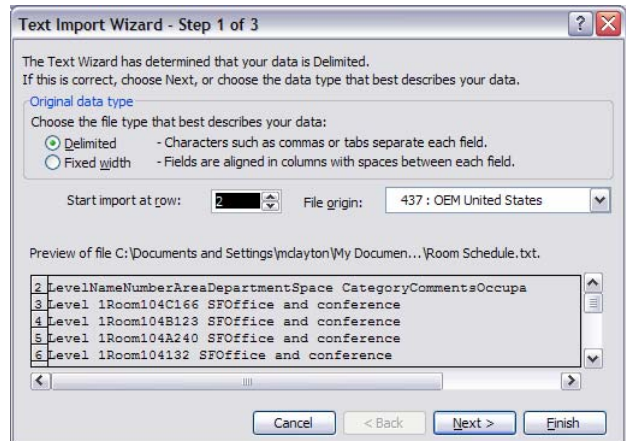 Text Import Wizard - Step 1 of 3
The Text Wizard has determined that your data is Delimited.
If this is correct, choose Next, or choose the data type that best describes your data.
Original data type
Choose the file type that best describes your data:
Delimited - Characters such as commas or tabs separate each field.
Fixed width - Fields are aligned in columns with spaces between each field.
Start import at row: 2 File origin: 437 : OEM United States
Preview of file C:\Documents and Settings\mclayton\My Documen...\Room Schedule.txt.
2 LevelNameNumberAreaDepartmentSpace CategoryCommentsOccupa
3 Level 1Room104C166 SFOffice and conference
4 Level 1Room104B123 SFOffice and conference
5 Level 1Room104A240 SFOffice and conference
6 Level 1Room104132 SFOffice and conference
Cancel < Back Next > Finish